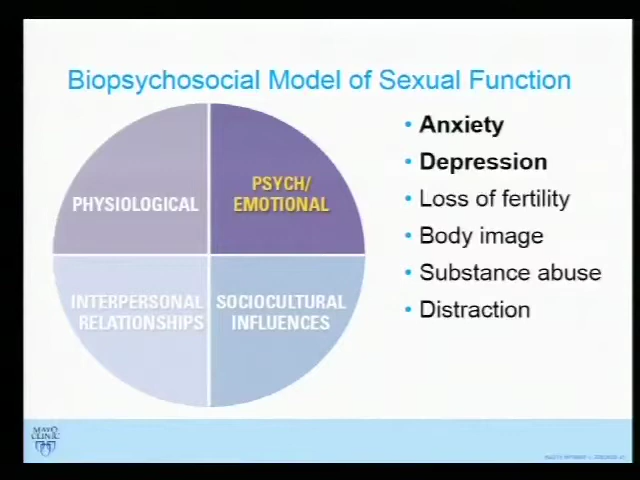 Biopsychosocial Model of Sexual Function
PHYSIOLOGICAL
PSYCH/
EMOTIONAL
INTERPERSONAL
RELATIONSHIPS
SOCIOCULTURAL
INFLUENCES
• Anxiety
• Depression
• Loss of fertility
• Body image
• Substance abuse
• Distraction
MAYO
CLINIC